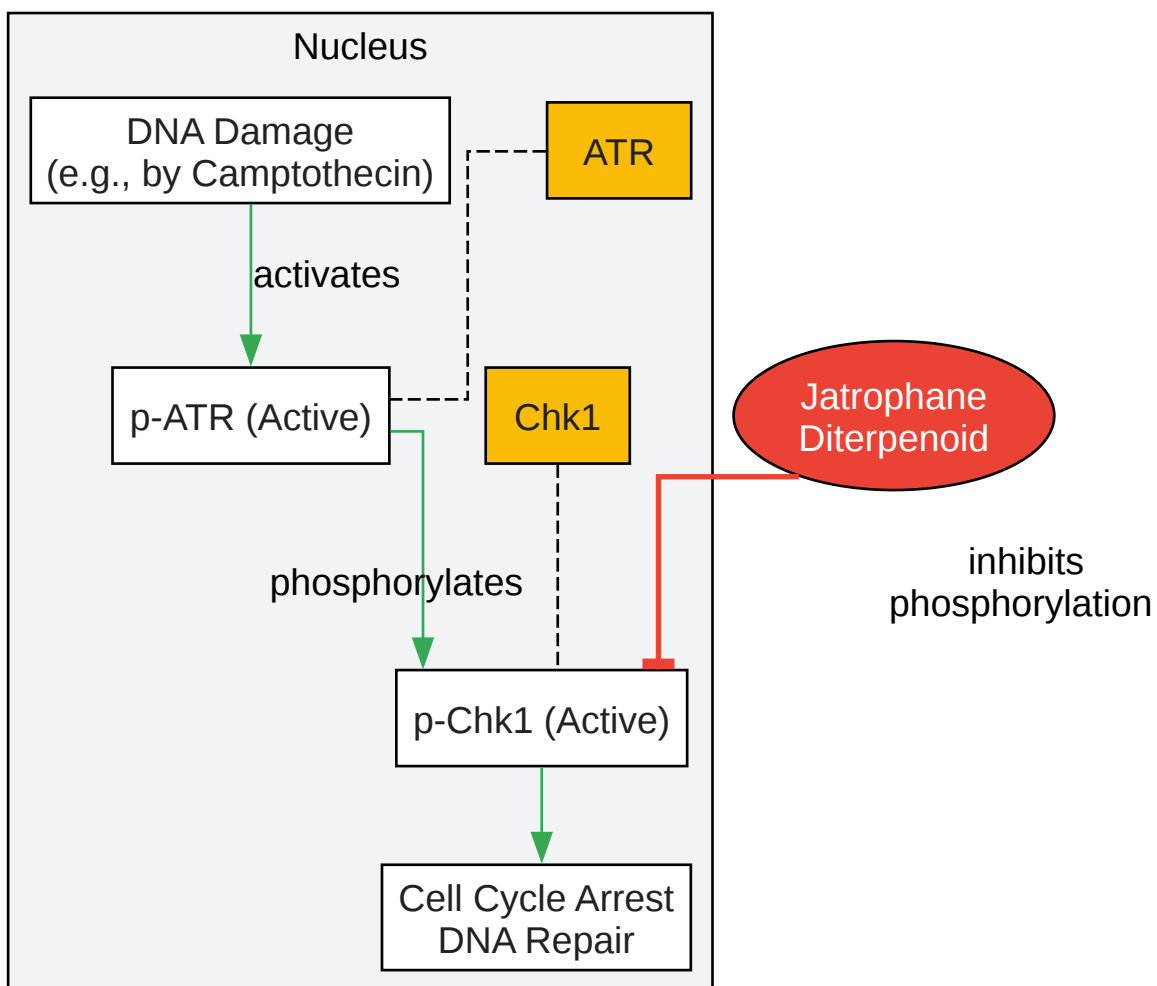 Nucleus
DNA Damage
(e.g., by Camptothecin)
ATR
activates
p-ATR (Active)
Chk1
Jatrophane
Diterpenoid
phosphorylates
inhibits
phosphorylation
p-Chk1 (Active)
Cell Cycle Arrest
DNA Repair